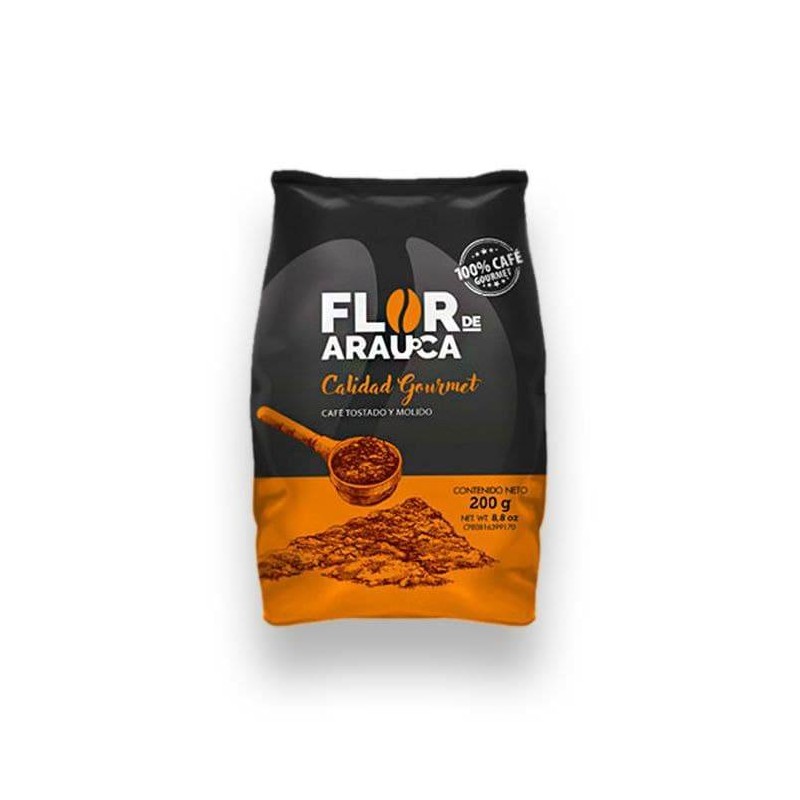 100% CAFÉ
GOURMET
FLOR DE
ARAUCA
Calidad Gourmet
CAFÉ TOSTADO Y MOLIDO
CONTENIDO NETO
200 g
NET. WT. 8,8 oz